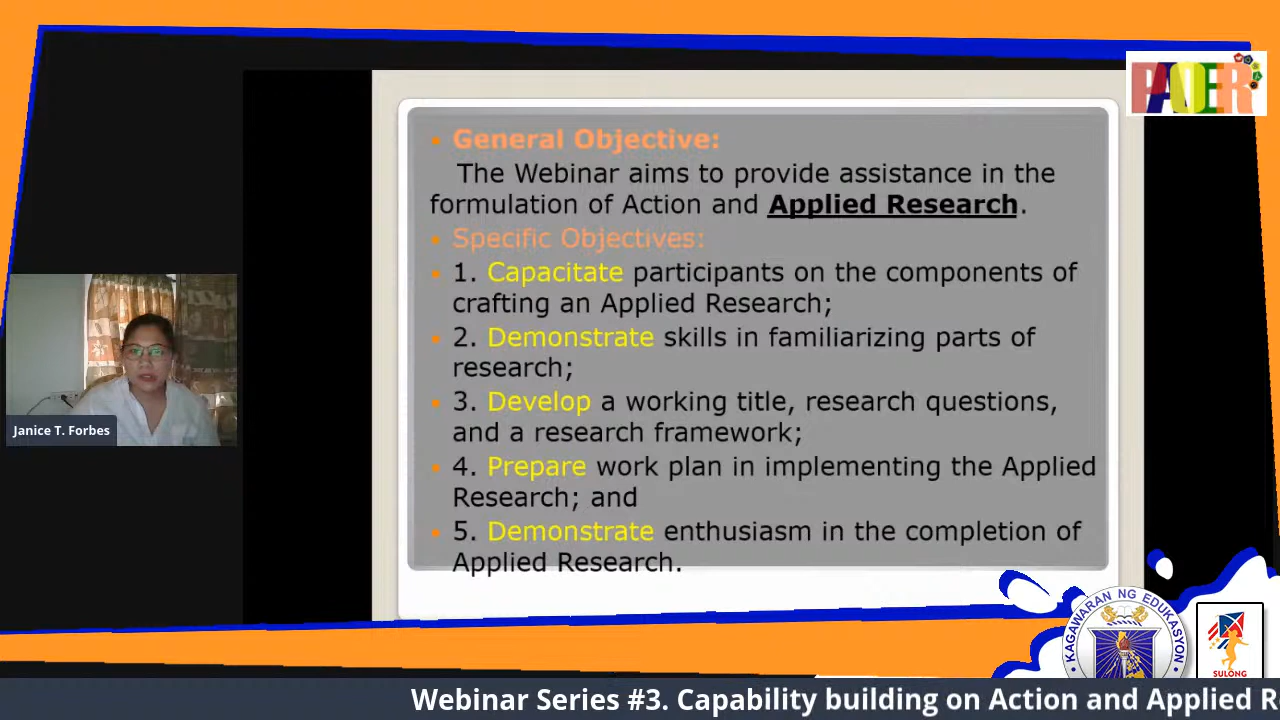 PAOER
General Objective:
The Webinar aims to provide assistance in the
formulation of Action and Applied Research.
Specific Objectives:
1. Capacitate participants on the components of
crafting an Applied Research;
2. Demonstrate skills in familiarizing parts of
research;
3. Develop a working title, research questions,
and a research framework;
4. Prepare work plan in implementing the Applied
Research; and
5. Demonstrate enthusiasm in the completion of
Applied Research.
Janice T. Forbes
KAGAWARAN NG EDUKASYON
SULONG
Webinar Series #3. Capability building on Action and Applied R